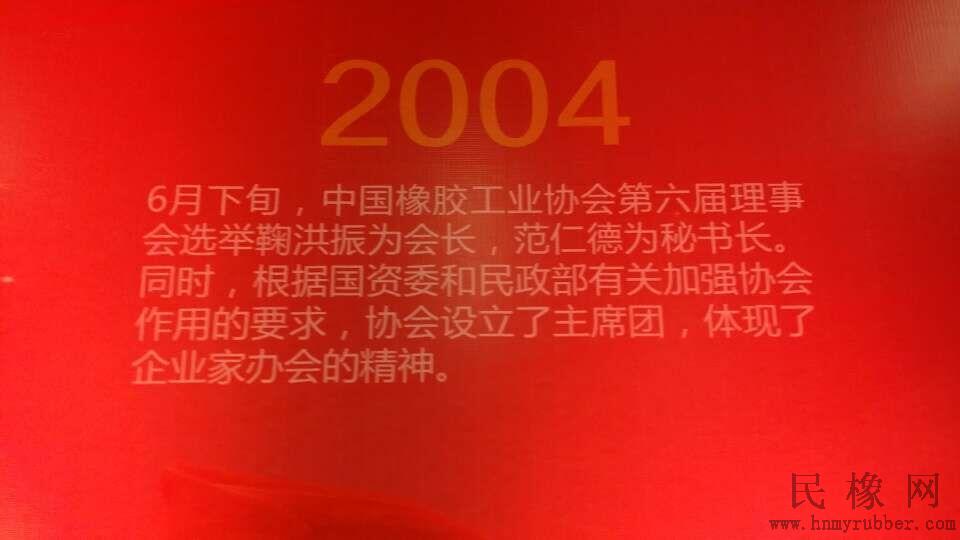 2004
6月下旬，中国橡胶工业协会第六届理事
会选举鞠洪振为会长，范仁德为秘书长。
同时，根据国资委和民政部有关加强协会
作用的要求，协会设立了主席团，体现了
企业家办会的精神。
民橡网
www.hnmyrubber.com